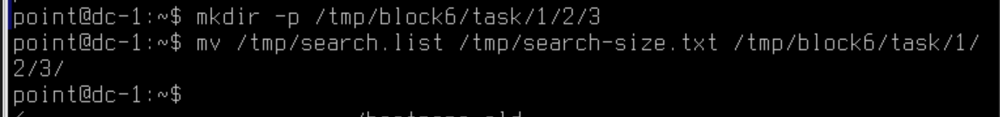 point@dc-1:~$ mkdir -p /tmp/block6/task/1/2/3
point@dc-1:~$ mv /tmp/search.list /tmp/search-size.txt /tmp/block6/task/1/
2/3/
point@dc-1:~$